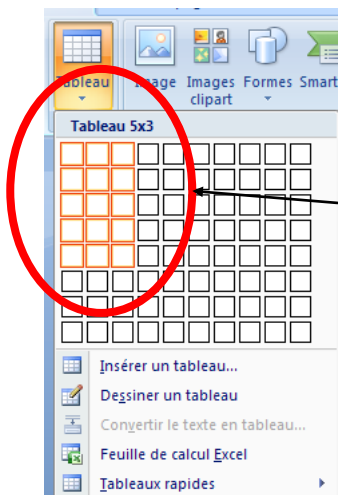 Tableau Image Images Formes Smart
clipart
Tableau 5x3
Insérer un tableau...
Dessiner un tableau
Convertir le texte en tableau...
Feuille de calcul Excel
Tableaux rapides